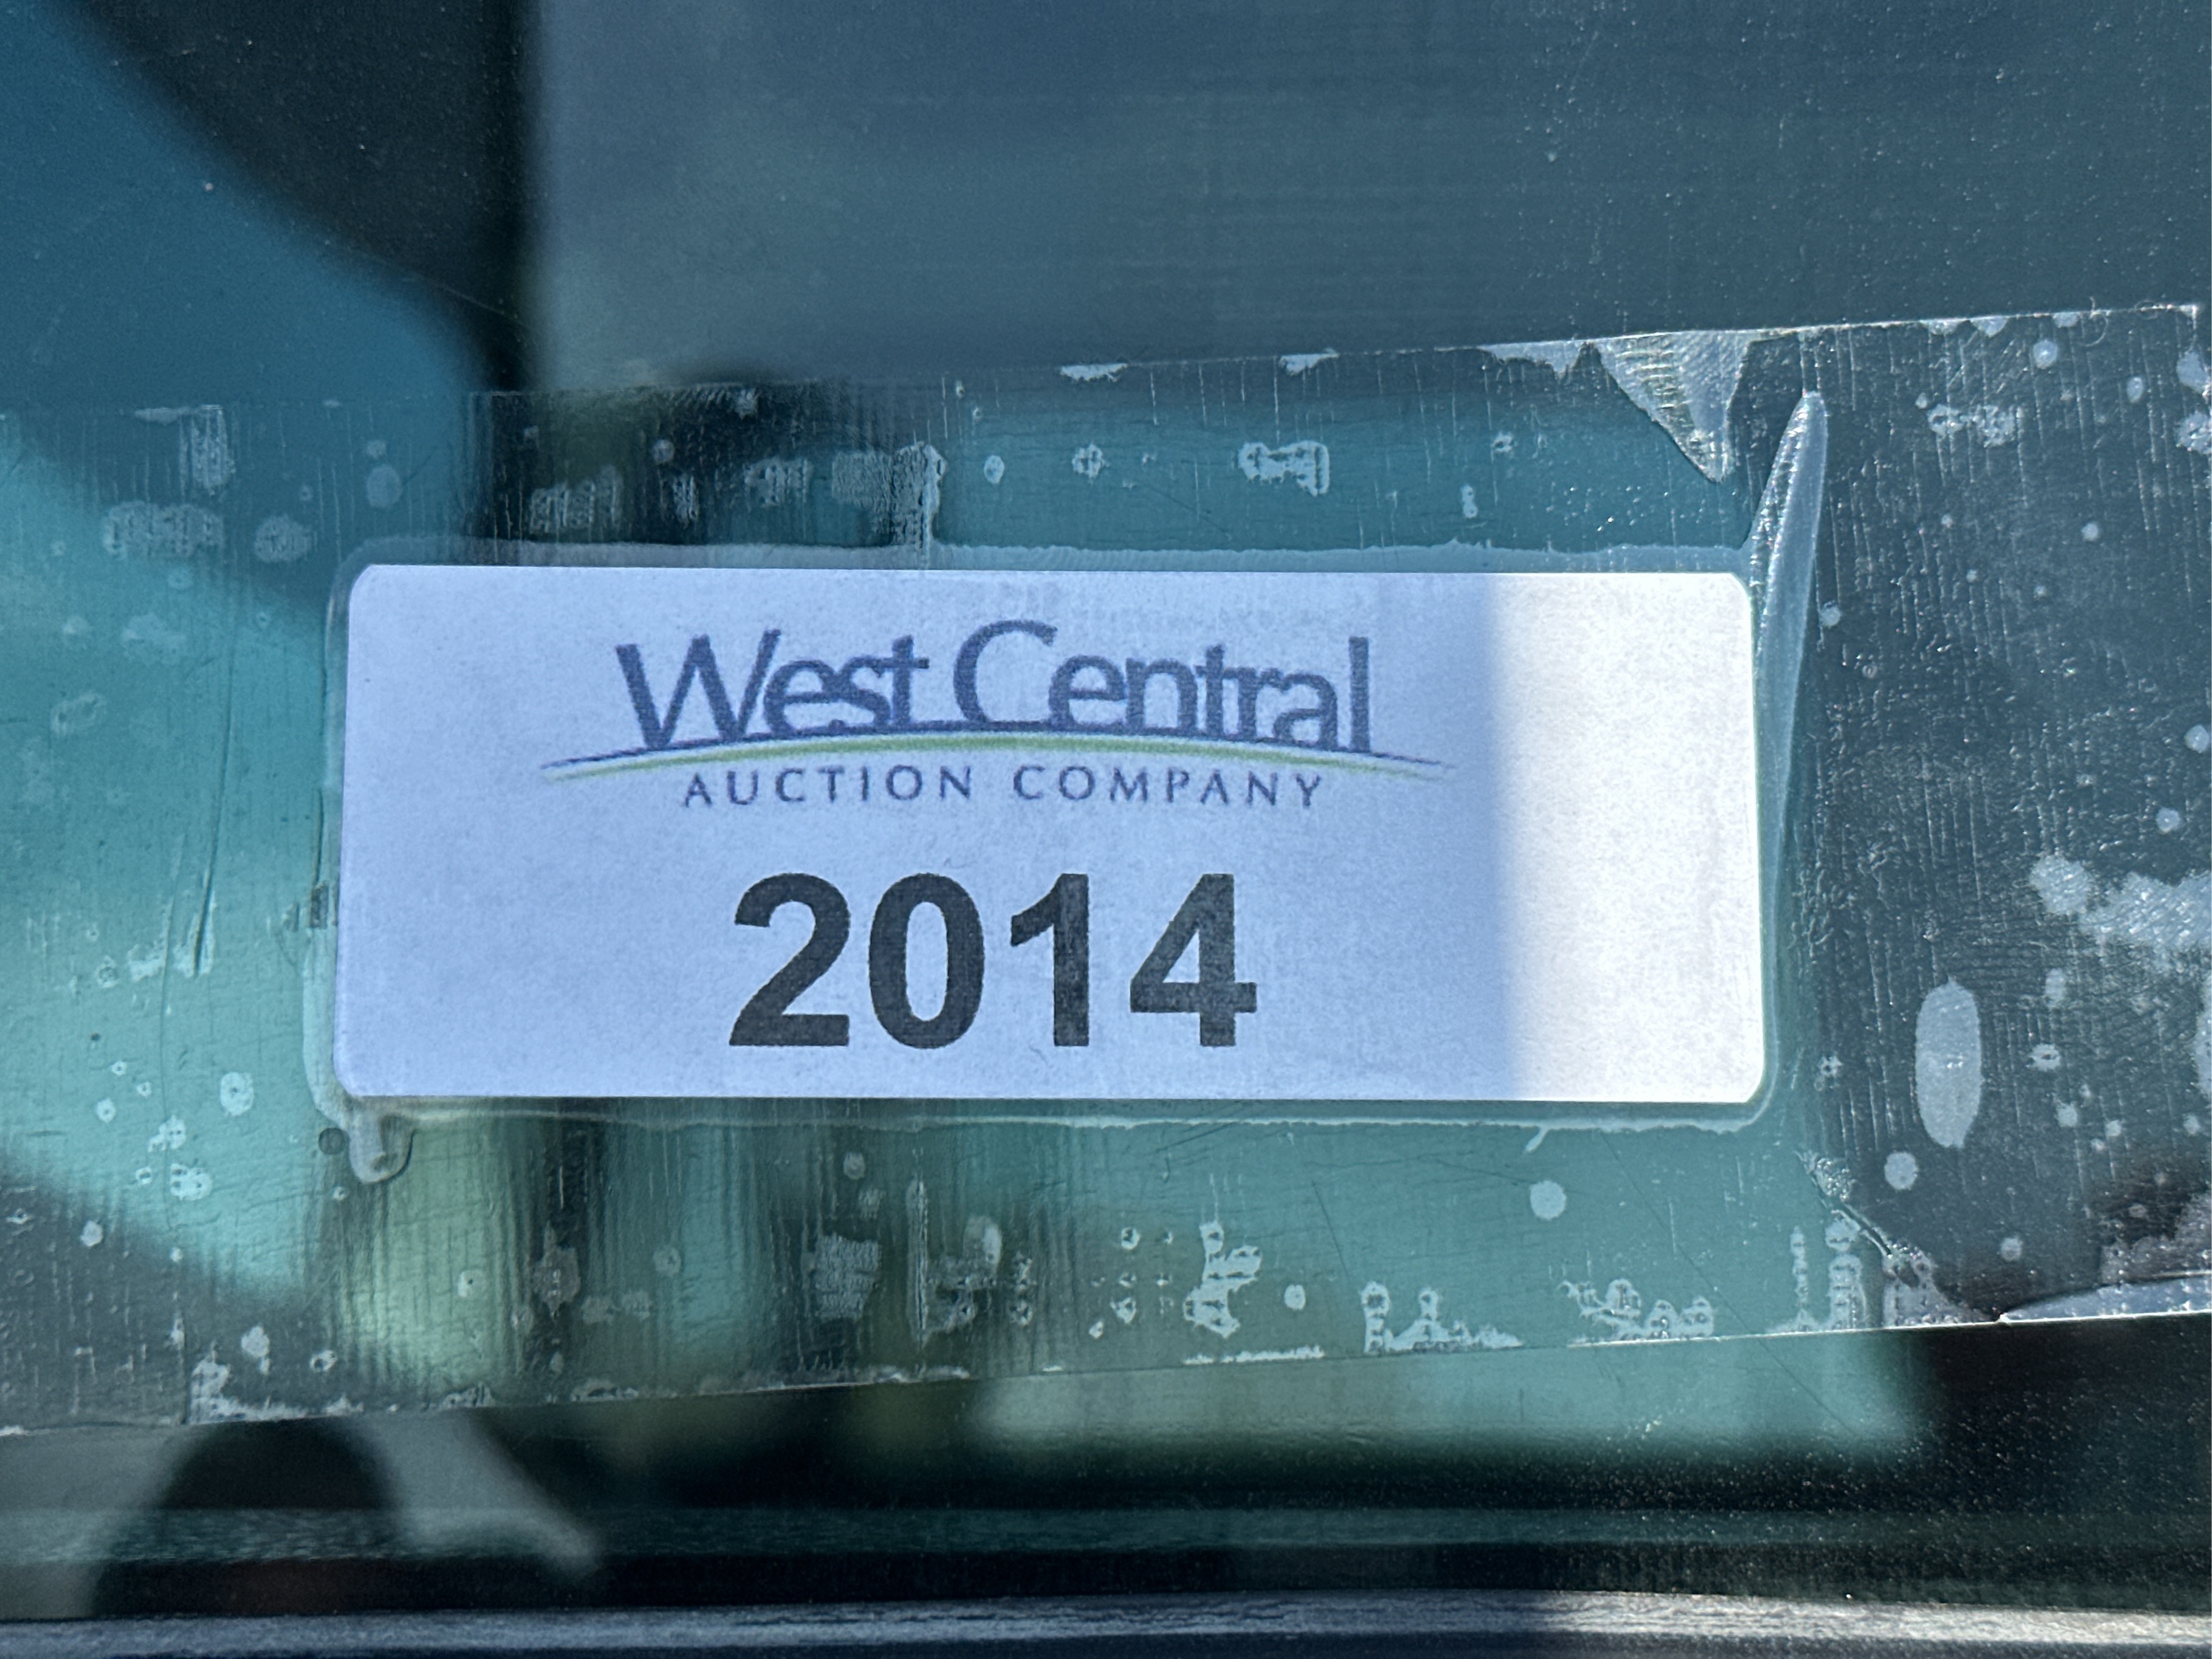 West Central
AUCTION COMPANY
2014